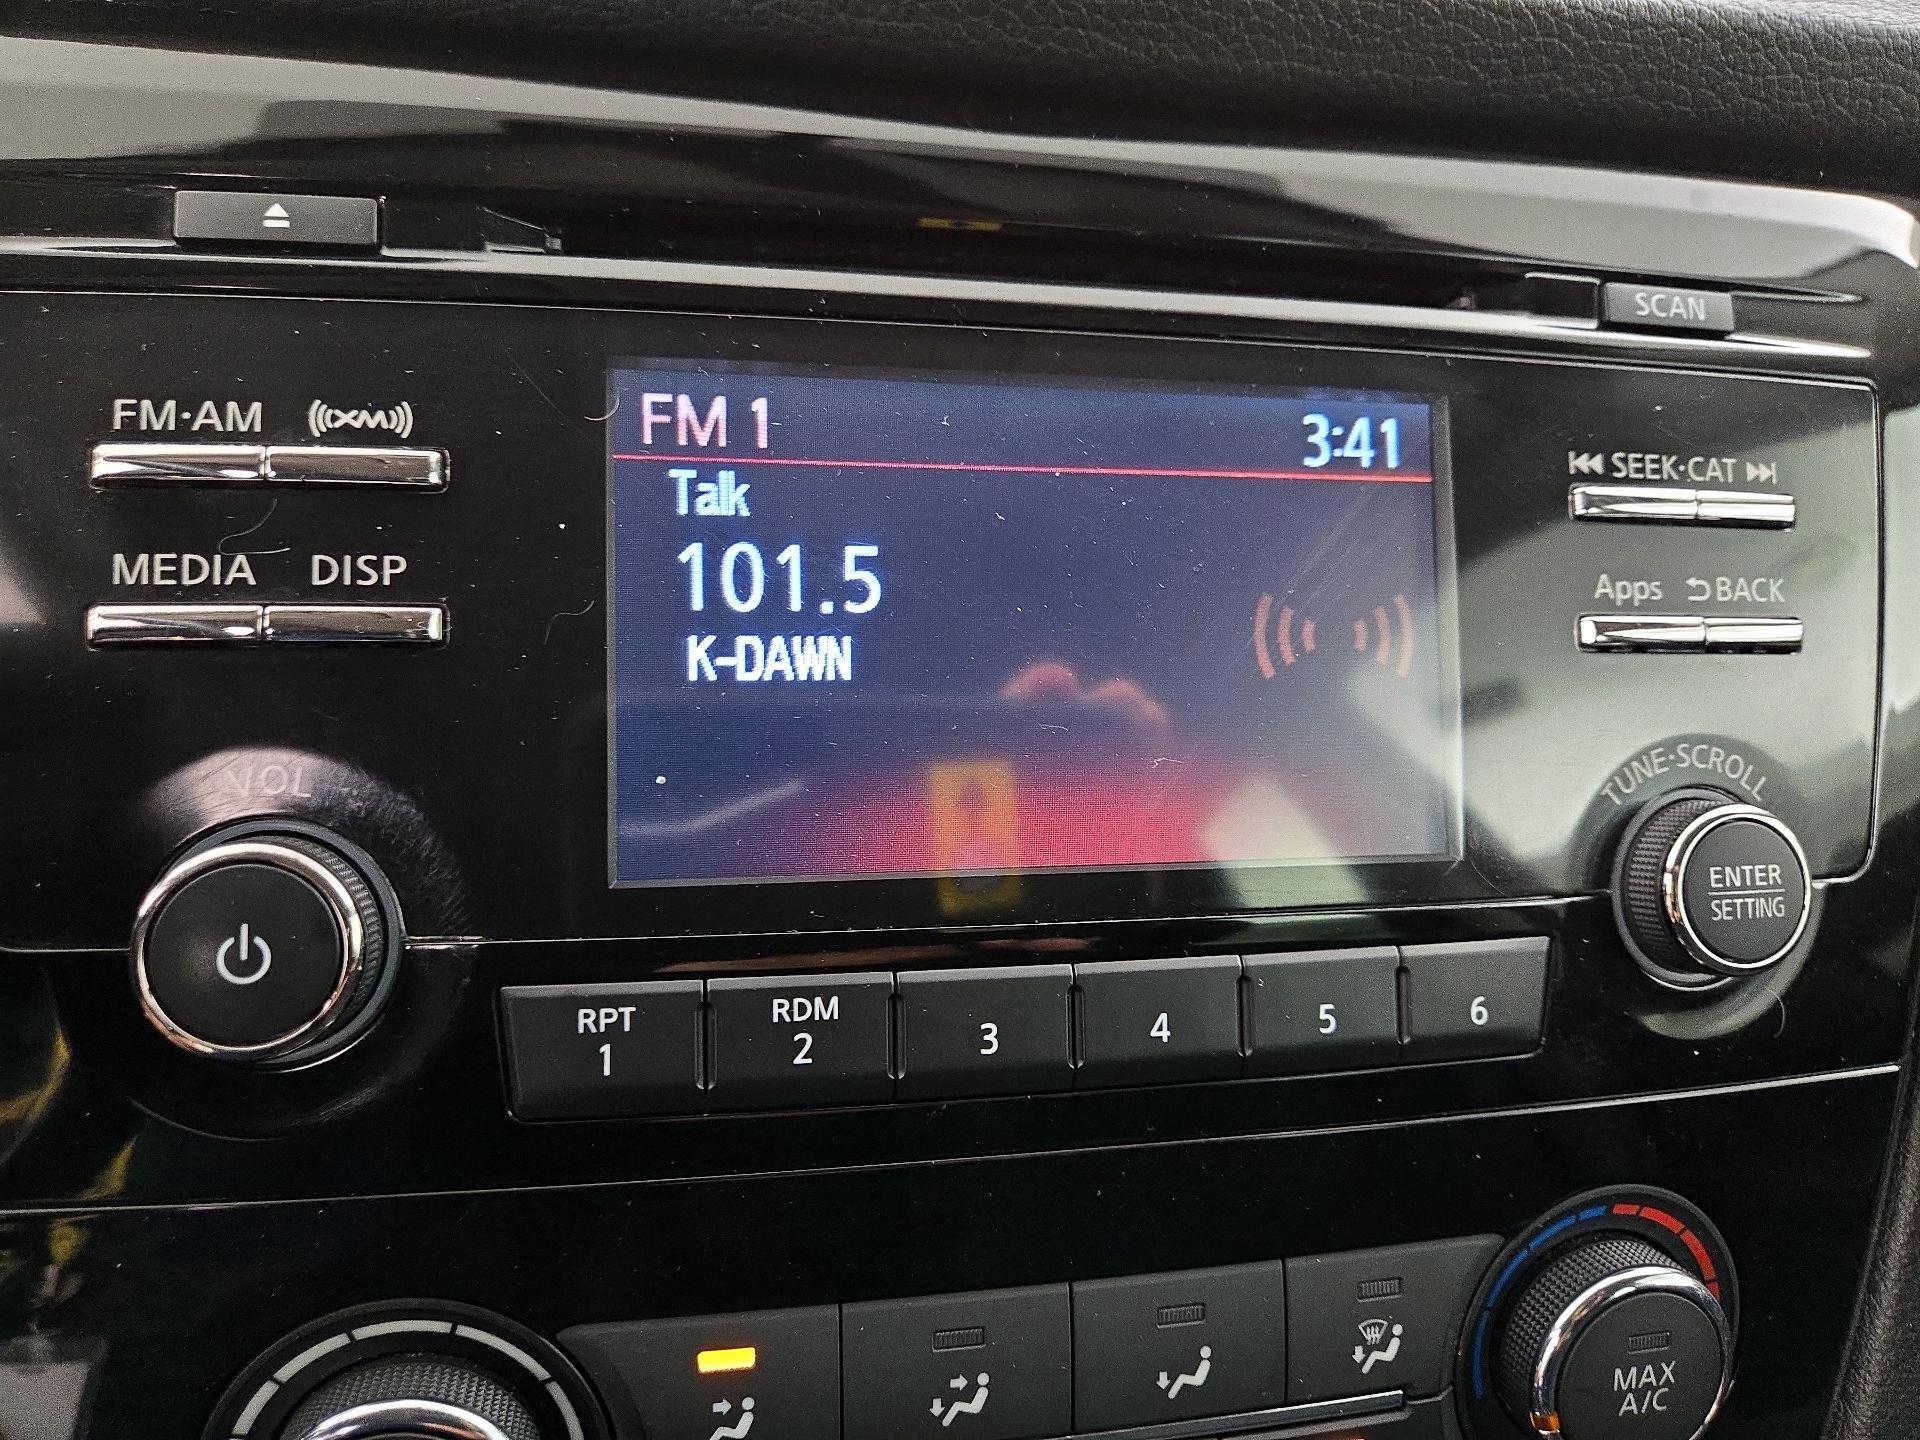 SCAN
FM·AM
XM
FM 1
3:41
Talk
101.5
K-DAWN
SEEK·CAT
MEDIA
DISP
Apps
BACK
VOL
TUNE·SCROLL
ENTER
SETTING
RPT
1
RDM
2
3
4
5
6
MAX
A/C